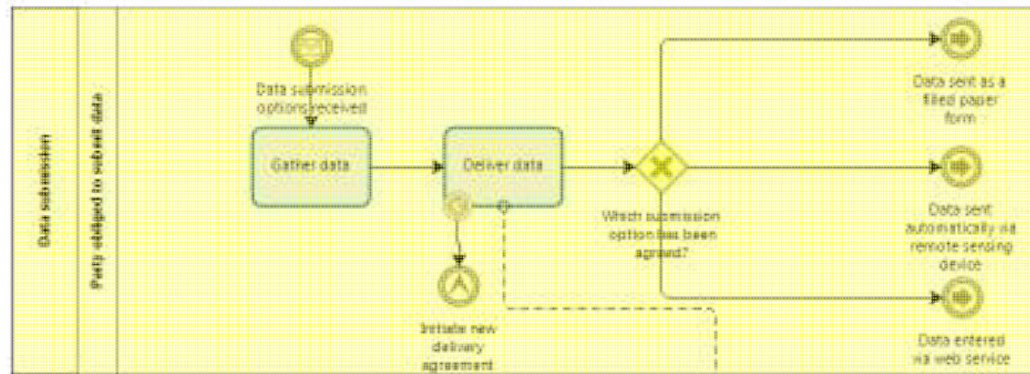 Data submission
Party obliged to submit data
Data submission
options received
Gather data
Deliver data
Which submission
option has been
agreed?
Initiate new
delivery
agreement
Data sent as a
filled paper
form
Data sent
automatically via
remote sensing
device
Data entered
via web service